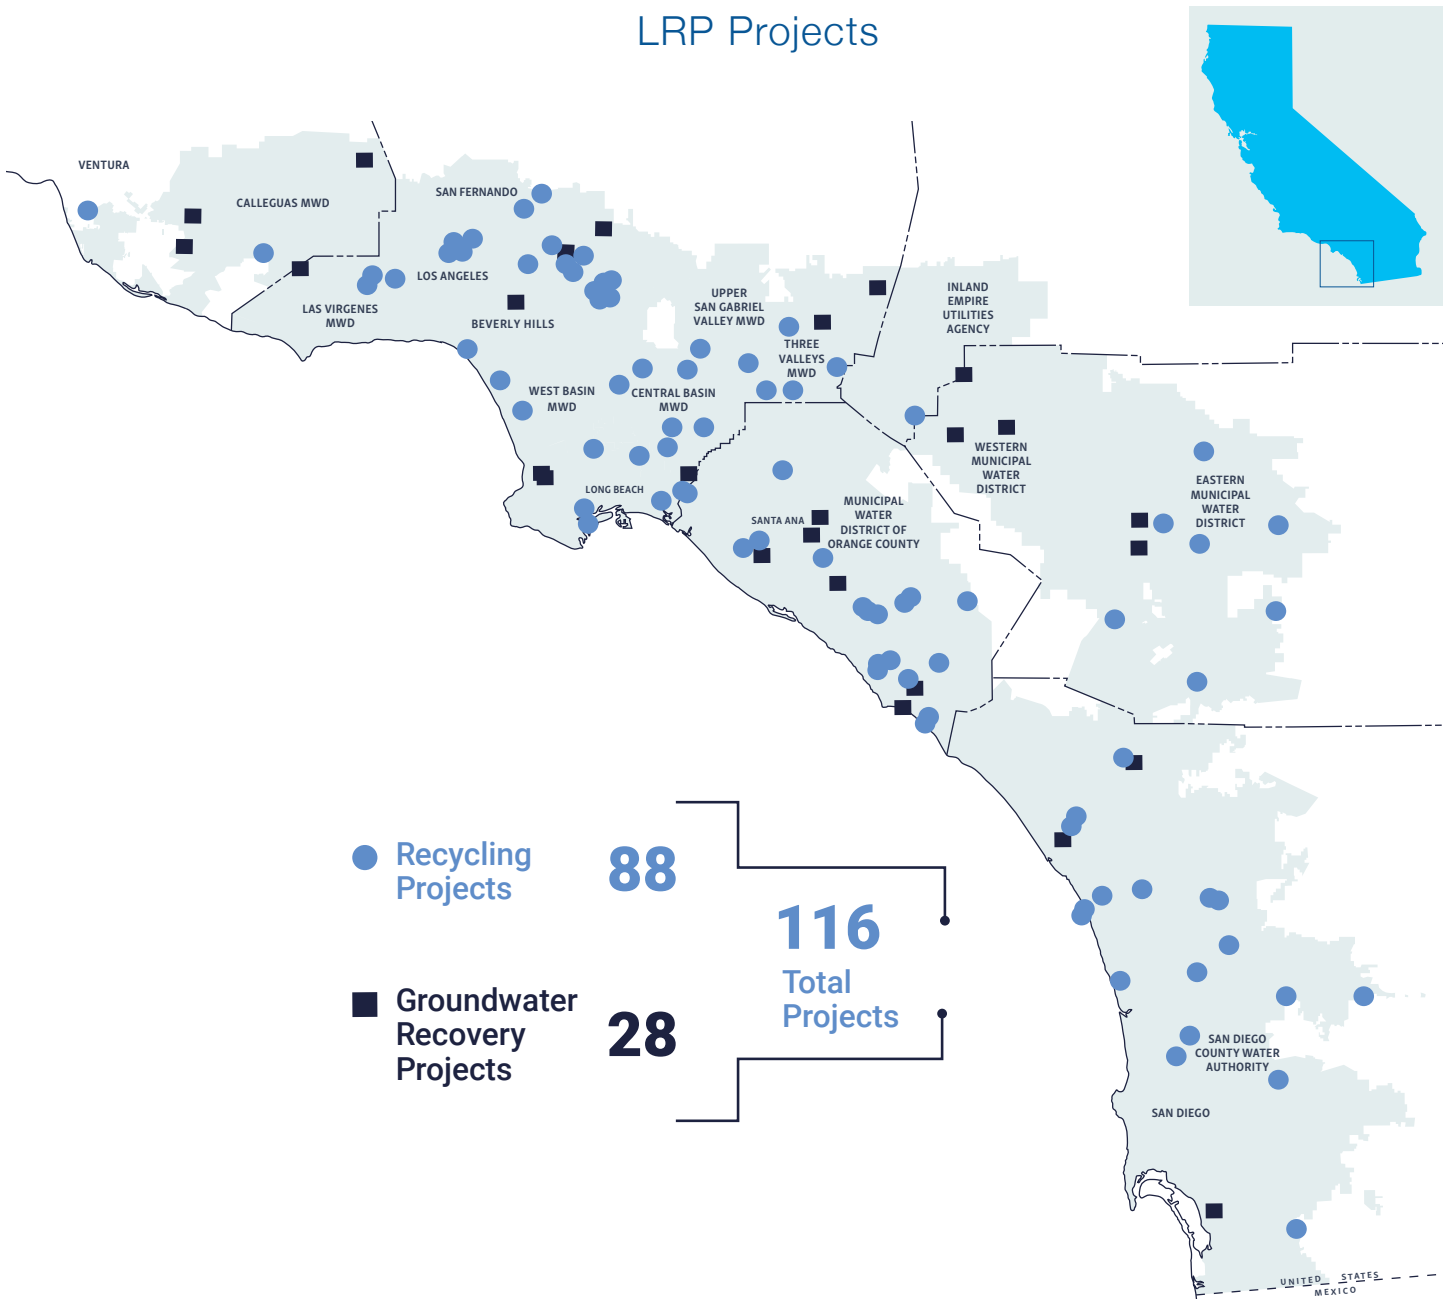 LRP Projects
VENTURA
CALLEGUAS MWD
SAN FERNANDO
LOS ANGELES
LAS VIRGENES
MWD
BEVERLY HILLS
UPPER
SAN GABRIEL
VALLEY MWD
THREE
VALLEYS
MWD
INLAND
EMPIRE
UTILITIES
AGENCY
WEST BASIN
MWD
CENTRAL BASIN
MWD
WESTERN
MUNICIPAL
WATER
DISTRICT
EASTERN
MUNICIPAL
WATER
DISTRICT
LONG BEACH
SANTA ANA
MUNICIPAL
WATER
DISTRICT OF
ORANGE COUNTY
Recycling
Projects
88
116
Total
Projects
Groundwater
Recovery
Projects
28
SAN DIEGO
COUNTY WATER
AUTHORITY
SAN DIEGO
UNITED STATES
MEXICO